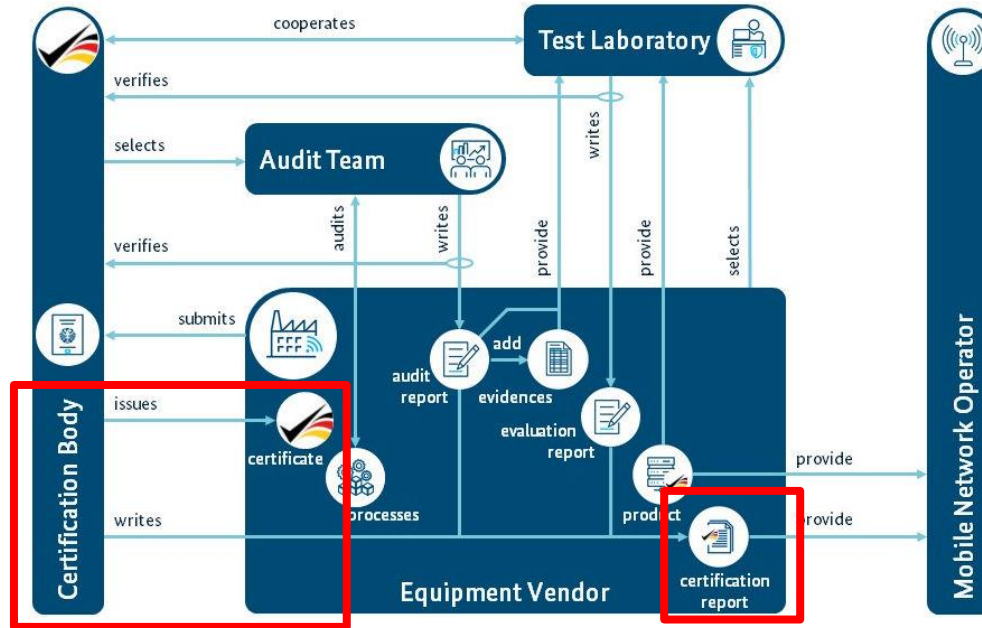 cooperates
Test Laboratory
verifies
selects
Audit Team
writes
audits
writes
provide
provide
selects
verifies
submits
add
audit
report
evidences
issues
evaluation
report
certificate
provide
processes
product
writes
provide
certification
report
Equipment Vendor
Certification Body
Mobile Network Operator